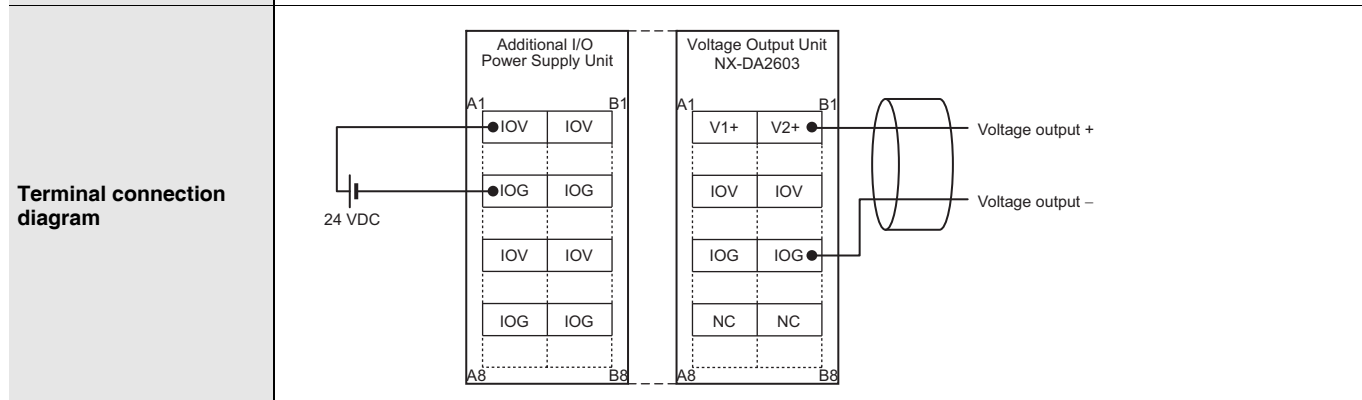 Terminal connection
diagram
Additional I/O
Power Supply Unit
A1 B1
IOV IOV
IOG IOG
IOV IOV
IOG IOG
A8 B8
24 VDC
Voltage Output Unit
NX-DA2603
A1 B1
V1+ V2+
IOV IOV
IOG IOG
NC NC
A8 B8
Voltage output +
Voltage output −